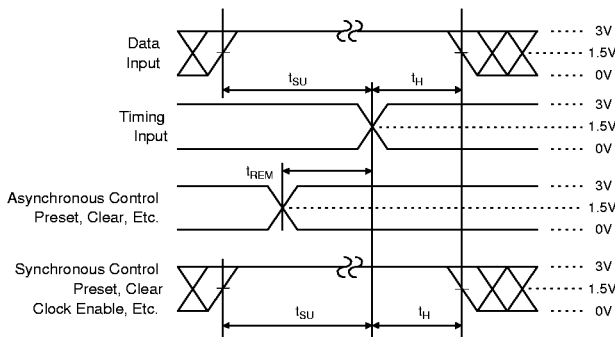 Data
Input
3V
1.5V
0V
tSU
tH
Timing
Input
3V
1.5V
0V
tREM
Asynchronous Control
Preset, Clear, Etc.
3V
1.5V
0V
Synchronous Control
Preset, Clear
Clock Enable, Etc.
3V
1.5V
0V
tSU
tH